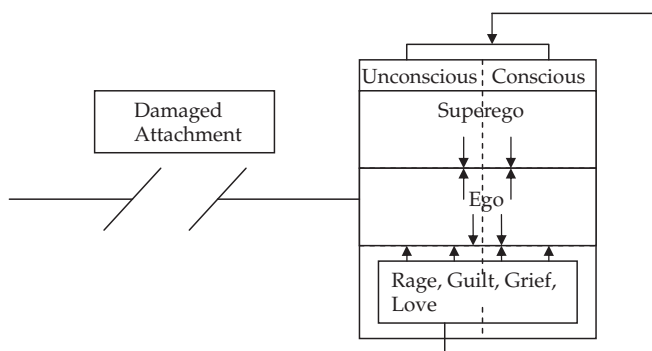 Unconscious Conscious
Damaged
Attachment
Superego
Ego
Rage, Guilt, Grief,
Love